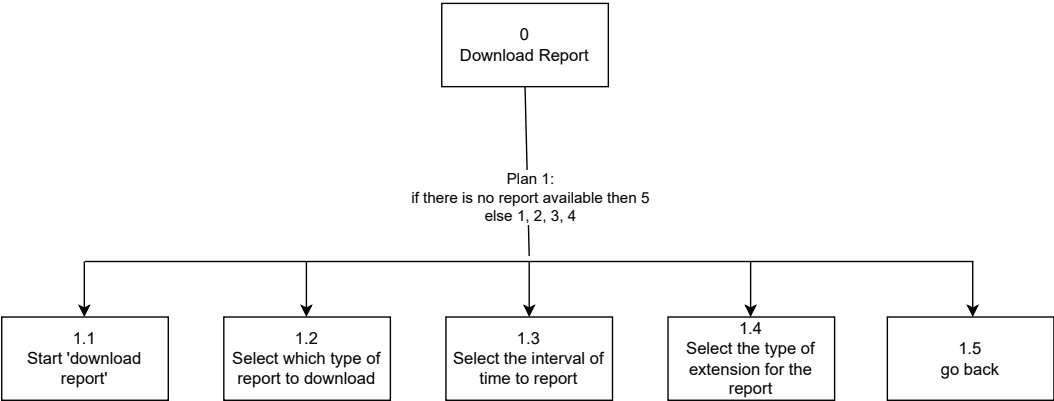 0
Download Report
Plan 1:
if there is no report available then 5
else 1, 2, 3, 4
1.1
Start 'download
report'
1.2
Select which type of
report to download
1.3
Select the interval of
time to report
1.4
Select the type of
extension for the
report
1.5
go back